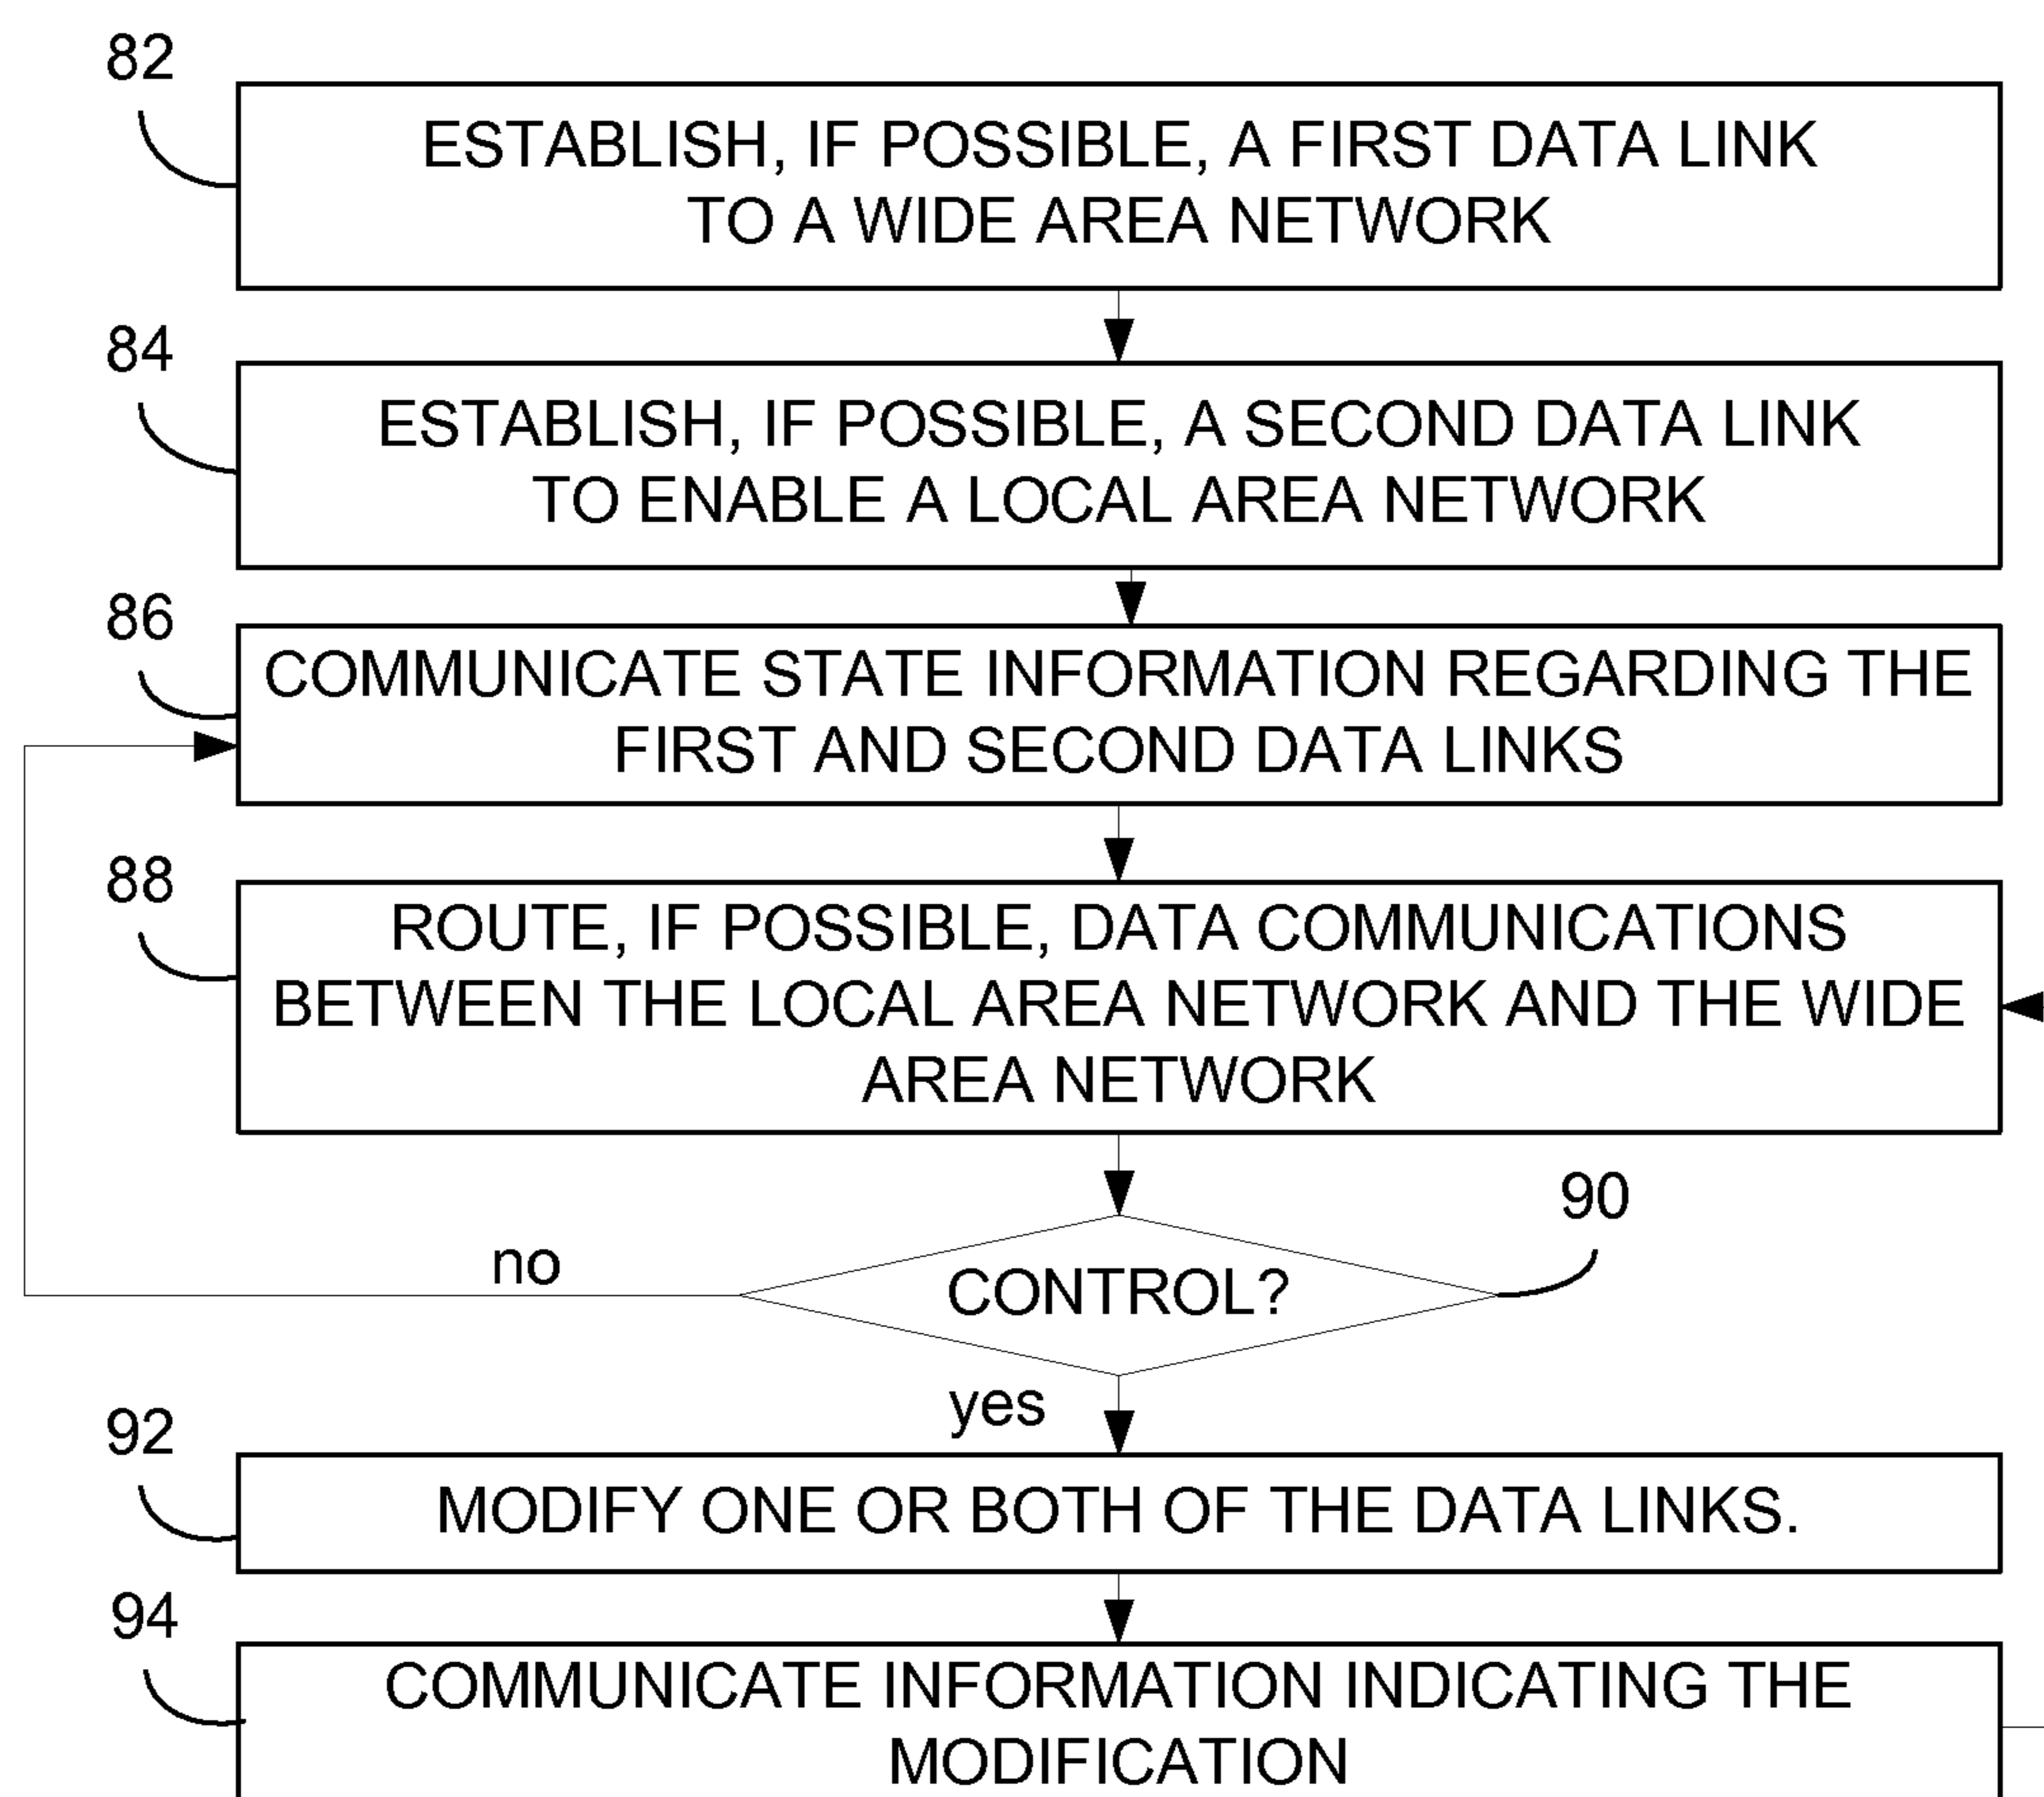 82
ESTABLISH, IF POSSIBLE, A FIRST DATA LINK
TO A WIDE AREA NETWORK
84
ESTABLISH, IF POSSIBLE, A SECOND DATA LINK
TO ENABLE A LOCAL AREA NETWORK
86
COMMUNICATE STATE INFORMATION REGARDING THE
FIRST AND SECOND DATA LINKS
88
ROUTE, IF POSSIBLE, DATA COMMUNICATIONS
BETWEEN THE LOCAL AREA NETWORK AND THE WIDE
AREA NETWORK
90
no
CONTROL?
yes
92
MODIFY ONE OR BOTH OF THE DATA LINKS.
94
COMMUNICATE INFORMATION INDICATING THE
MODIFICATION